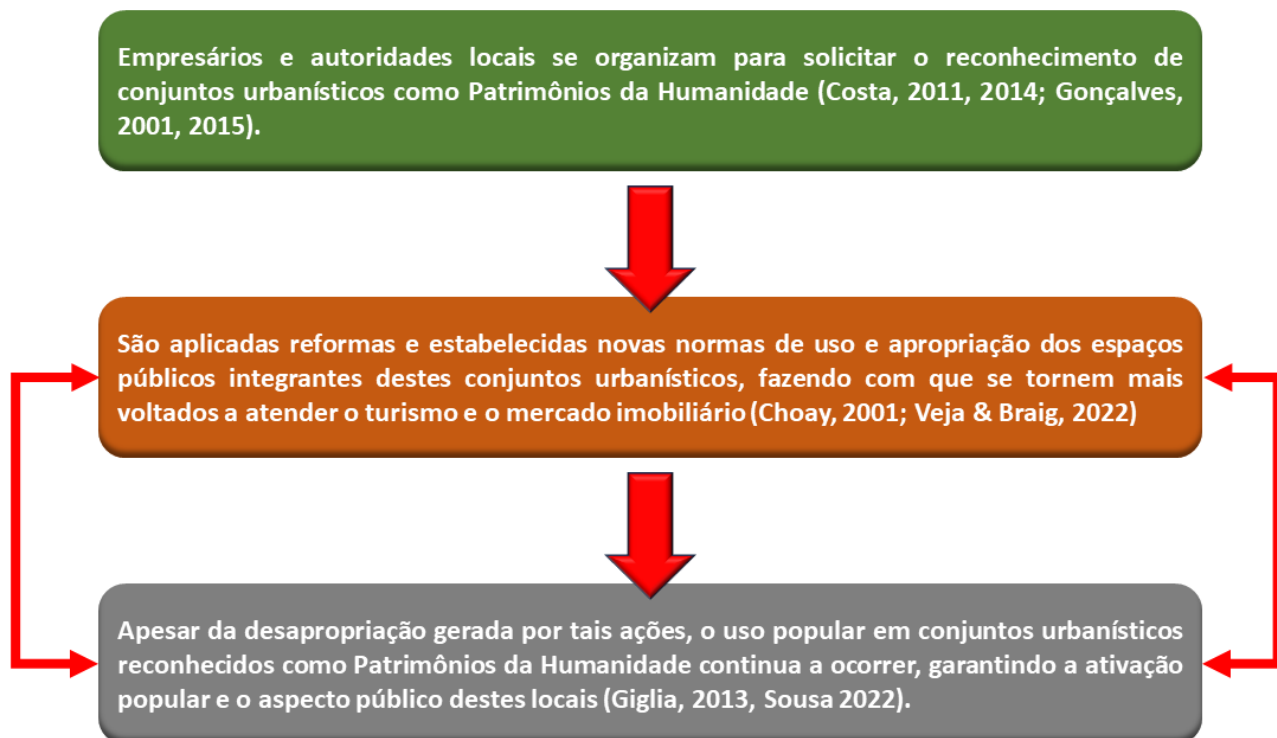 Empresários e autoridades locais se organizam para solicitar o reconhecimento de
conjuntos urbanísticos como Patrimônios da Humanidade (Costa, 2011, 2014; Gonçalves,
2001, 2015).
São aplicadas reformas e estabelecidas novas normas de uso e apropriação dos espaços
públicos integrantes destes conjuntos urbanísticos, fazendo com que se tornem mais
voltados a atender o turismo e o mercado imobiliário (Choay, 2001; Veja & Braig, 2022)
Apesar da desapropriação gerada por tais ações, o uso popular em conjuntos urbanísticos
reconhecidos como Patrimônios da Humanidade continua a ocorrer, garantindo a ativação
popular e o aspecto público destes locais (Giglia, 2013, Sousa 2022).